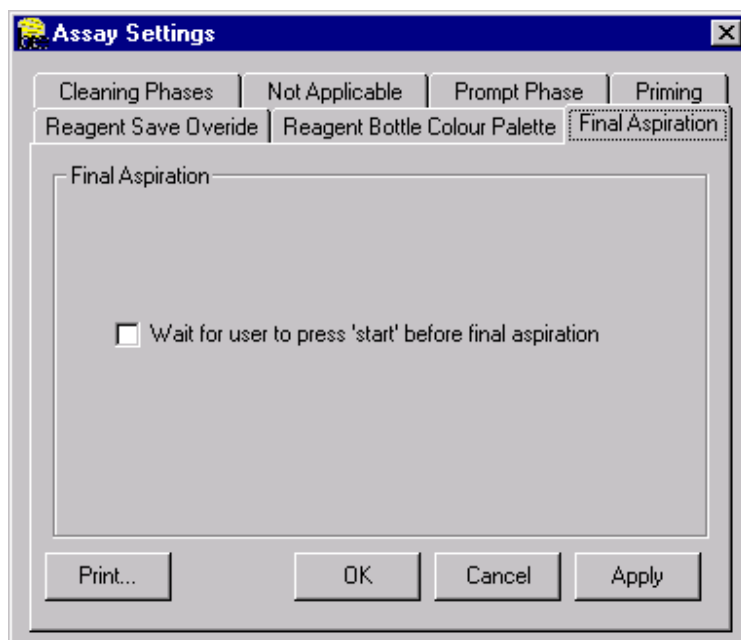 Assay Settings
Cleaning Phases Not Applicable Prompt Phase Priming
Reagent Save Overide Reagent Bottle Colour Palette Final Aspiration
Final Aspiration
Wait for user to press 'start' before final aspiration
Print... OK Cancel Apply